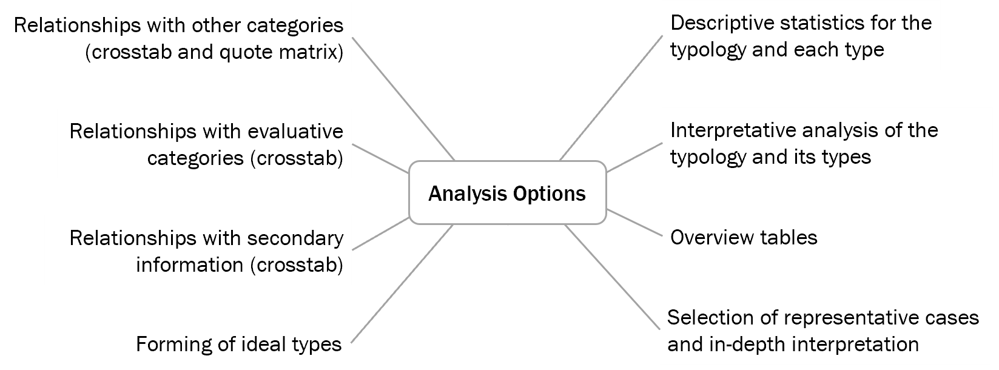 Relationships with other categories
(crosstab and quote matrix)
Relationships with evaluative
categories (crosstab)
Relationships with secondary
information (crosstab)
Forming of ideal types
Analysis Options
Descriptive statistics for the
typology and each type
Interpretative analysis of the
typology and its types
Overview tables
Selection of representative cases
and in-depth interpretation